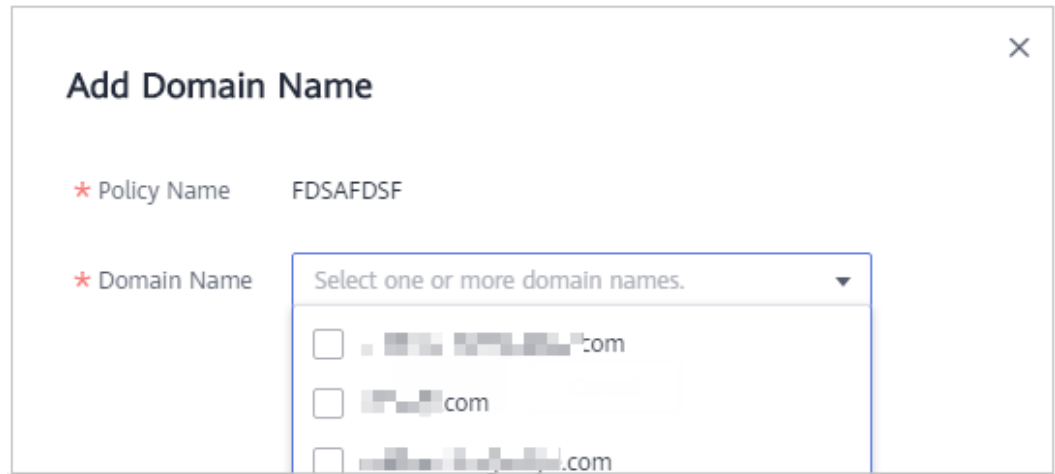 Add Domain Name
* Policy Name FDSAFDSF
* Domain Name Select one or more domain names.
com
.com
.com